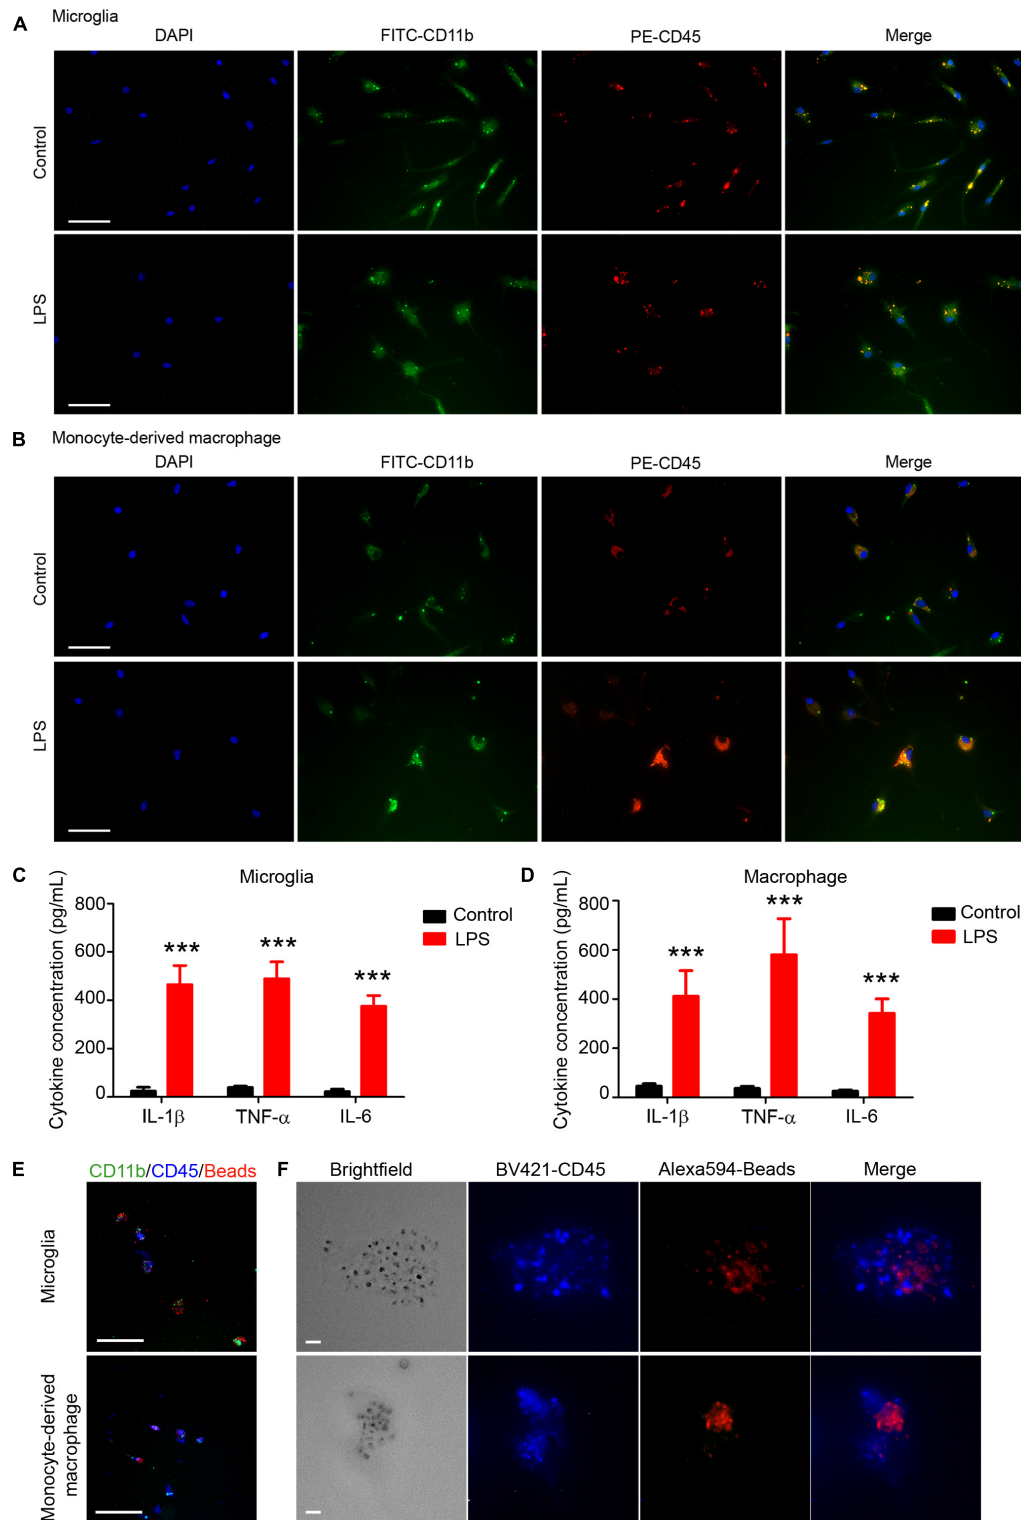 A Microglia
DAPI FITC-CD11b PE-CD45 Merge
Control
LPS
B Monocyte-derived macrophage
DAPI FITC-CD11b PE-CD45 Merge
Control
LPS
C Microglia
Cytokine concentration (pg/mL)
800
600
400
200
0
*** *** ***
IL-1β TNF-α IL-6
Control
LPS
D Macrophage
Cytokine concentration (pg/mL)
800
600
400
200
0
*** *** ***
IL-1β TNF-α IL-6
Control
LPS
E CD11b/CD45/Beads
Microglia
Monocyte-derived
macrophage
F Brightfield BV421-CD45 Alexa594-Beads Merge